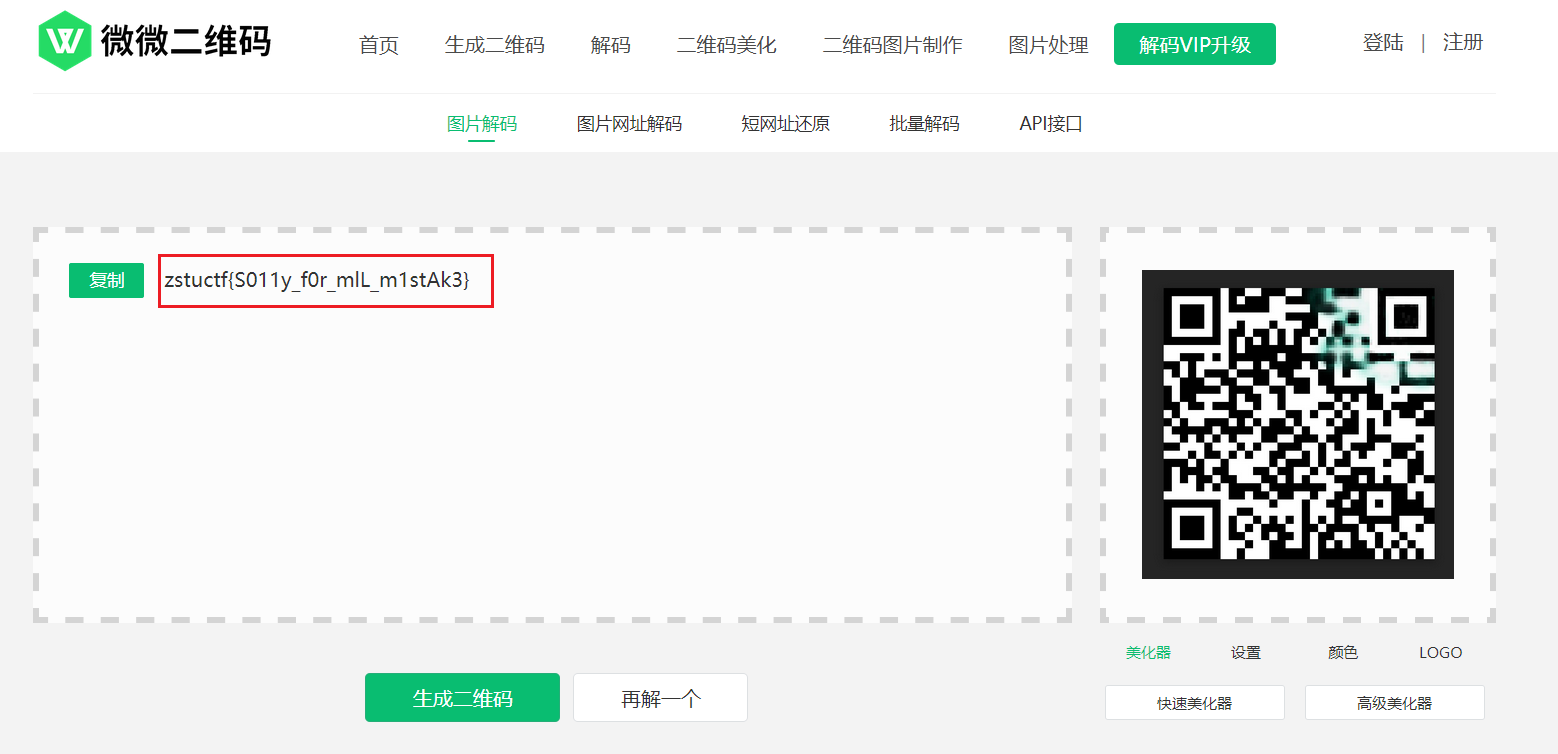 微微二维码
首页 生成二维码 解码 二维码美化 二维码图片制作 图片处理 解码VIP升级 登陆 | 注册
图片解码 图片网址解码 短网址还原 批量解码 API接口
复制 zstuctf{S011y_f0r_mlL_m1stAk3}
美化器 设置 颜色 LOGO
生成二维码 再解一个
快速美化器 高级美化器